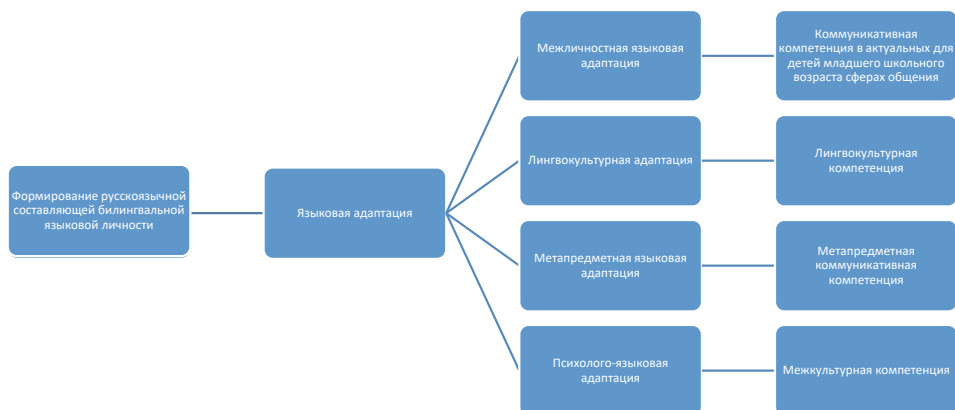 Формирование русскоязычной
составляющей билингвальной
языковой личности
Языковая адаптация
Межличностная языковая
адаптация
Коммуникативная
компетенция в актуальных для
детей младшего школьного
возраста сферах общения
Лингвокультурная адаптация
Лингвокультурная
компетенция
Метапредметная языковая
адаптация
Метапредметная
коммуникативная
компетенция
Психолого-языковая
адаптация
Межкультурная компетенция